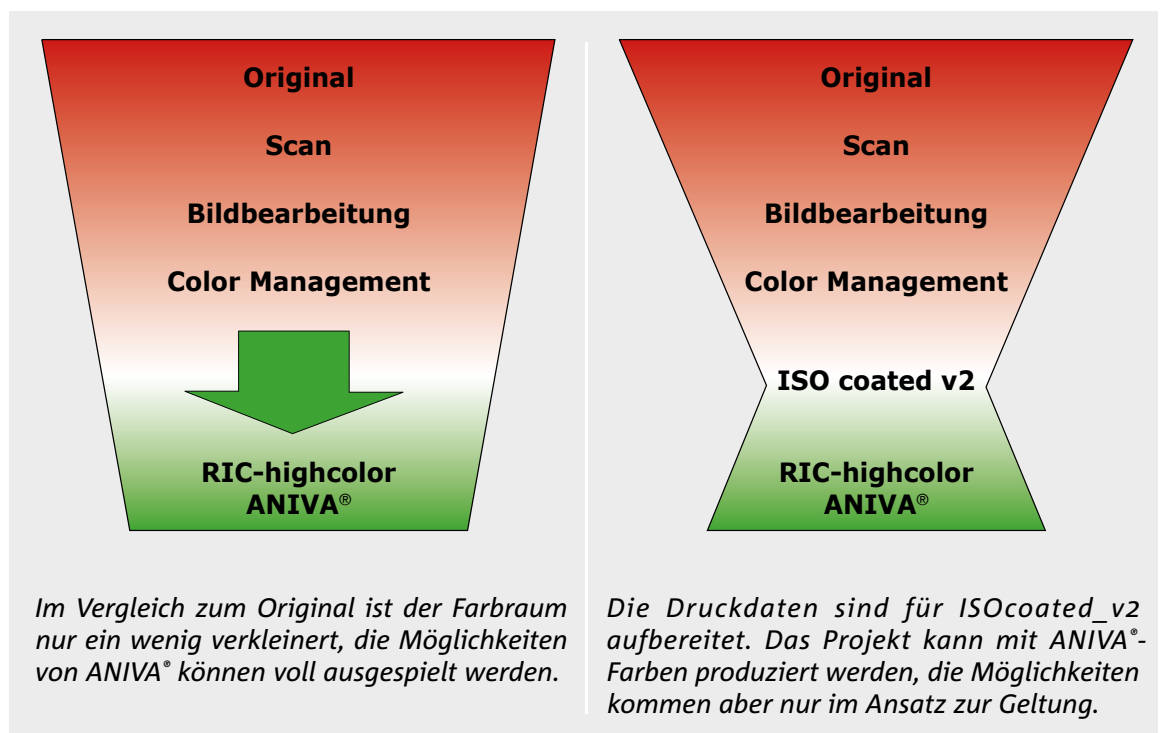 Original
Scan
Bildbearbeitung
Color Management
RIC-highcolor
ANIVA®
Im Vergleich zum Original ist der Farbraum
nur ein wenig verkleinert, die Möglichkeiten
von ANIVA® können voll ausgespielt werden.
Original
Scan
Bildbearbeitung
Color Management
ISO coated v2
RIC-highcolor
ANIVA®
Die Druckdaten sind für ISOcoated_v2
aufbereitet. Das Projekt kann mit ANIVA®-
Farben produziert werden, die Möglichkeiten
kommen aber nur im Ansatz zur Geltung.